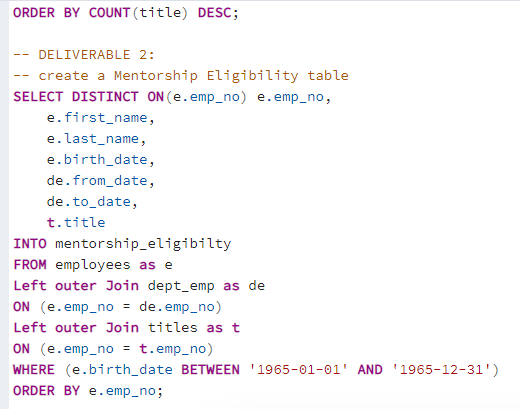 ORDER BY COUNT(title) DESC;
-- DELIVERABLE 2:
-- create a Mentorship Eligibility table
SELECT DISTINCT ON(e.emp_no) e.emp_no,
e.first_name,
e.last_name,
e.birth_date,
de.from_date,
de.to_date,
t.title
INTO mentorship_eligibilty
FROM employees as e
Left outer Join dept_emp as de
ON (e.emp_no = de.emp_no)
Left outer Join titles as t
ON (e.emp_no = t.emp_no)
WHERE (e.birth_date BETWEEN '1965-01-01' AND '1965-12-31')
ORDER BY e.emp_no;